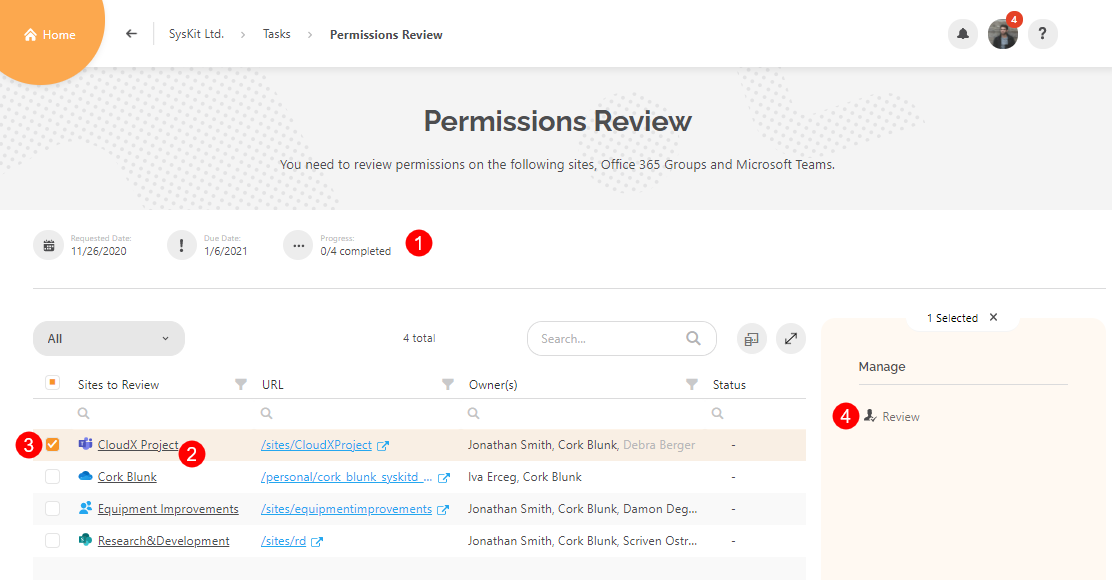 Home
SysKit Ltd. > Tasks > Permissions Review
4
?
Permissions Review
You need to review permissions on the following sites, Office 365 Groups and Microsoft Teams.
Requested Date:
11/26/2020
Due Date:
1/6/2021
Progress:
0/4 completed
1
All
4 total
Search...
1 Selected
Sites to Review URL Owner(s) Status
3 CloudX Project 2 /sites/CloudXProject Jonathan Smith, Cork Blunk, Debra Berger -
Cork Blunk /personal/cork_blunk_syskitd_... Iva Erceg, Cork Blunk -
Equipment Improvements /sites/equipmentimprovements Jonathan Smith, Cork Blunk, Damon Deg... -
Research&Development /sites/rd Jonathan Smith, Cork Blunk, Scriven Ostr... -
Manage
4 Review